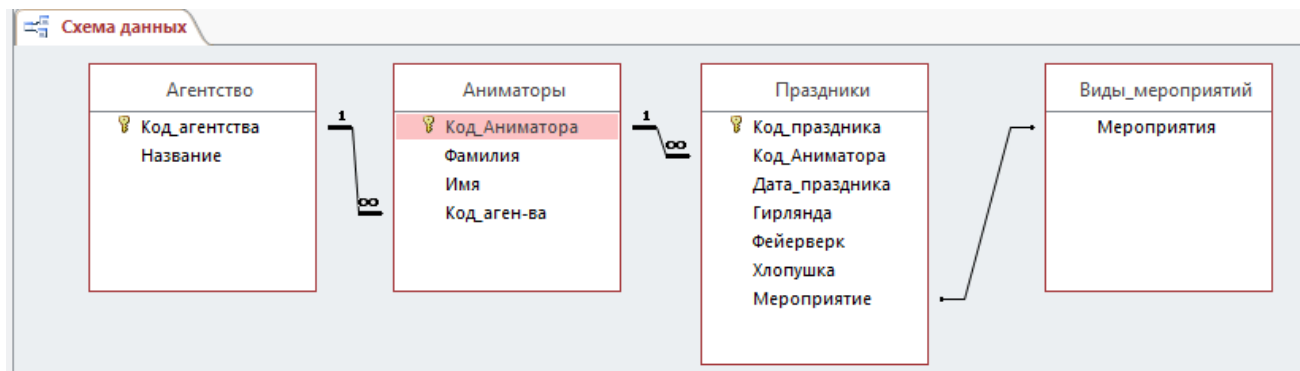 Схема данных
Агентство
Код_агентства
Название
1
∞
Аниматоры
Код_Аниматора
Фамилия
Имя
Код_аген-ва
1
∞
Праздники
Код_праздника
Код_Аниматора
Дата_праздника
Гирлянда
Фейерверк
Хлопушка
Мероприятие
Виды_мероприятий
Мероприятия